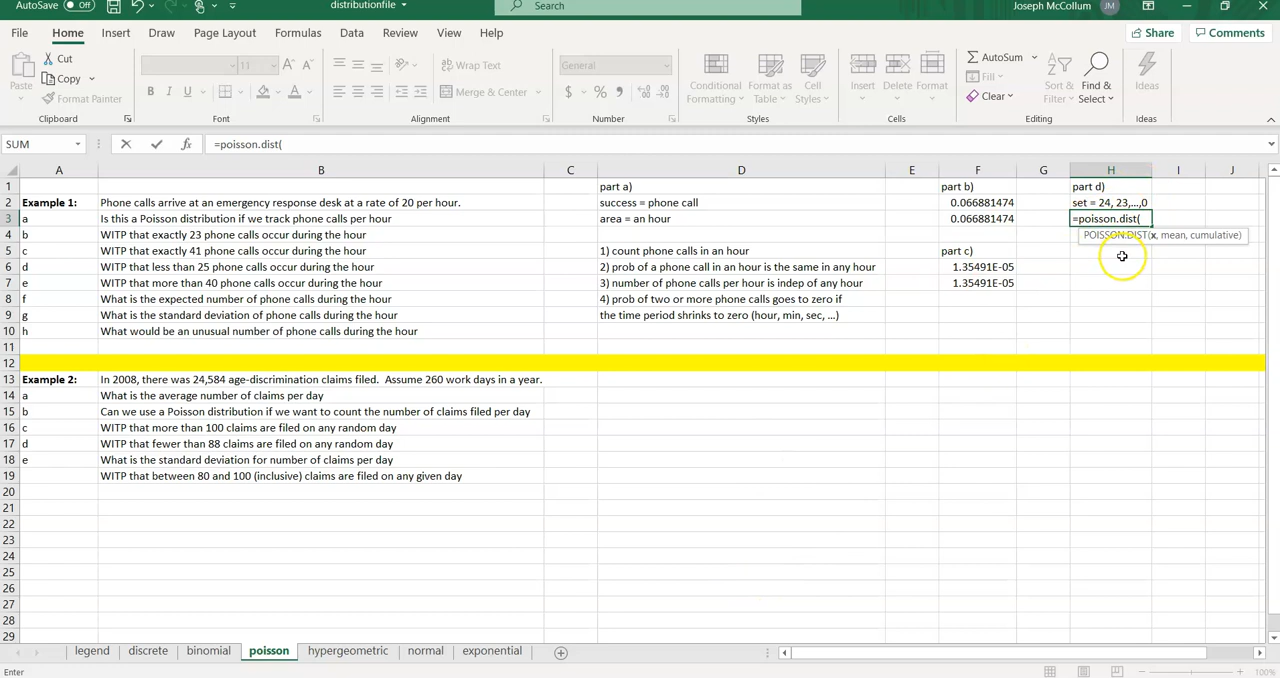 AutoSave Off distributionfile Search Joseph McCollum JM
File Home Insert Draw Page Layout Formulas Data Review View Help Share Comments
Paste Cut Copy Format Painter
11 A A B I U A
Wrap Text Merge & Center
General $ % 9
Conditional Formatting Format as Table Cell Styles
Insert Delete Format
AutoSum Fill Clear Sort & Filter Find & Select Ideas
Clipboard Font Alignment Number Styles Cells Editing Ideas
SUM fx =poisson.dist(
A B C D E F G H I J
1 part a) part b) part d)
2 Example 1: Phone calls arrive at an emergency response desk at a rate of 20 per hour. success = phone call 0.066881474 set = 24, 23,...,0
3 a Is this a Poisson distribution if we track phone calls per hour area = an hour 0.066881474 =poisson.dist(
4 b WITP that exactly 23 phone calls occur during the hour POISSON.DIST(x, mean, cumulative)
5 c WITP that exactly 41 phone calls occur during the hour 1) count phone calls in an hour part c)
6 d WITP that less than 25 phone calls occur during the hour 2) prob of a phone call in an hour is the same in any hour 1.35491E-05
7 e WITP that more than 40 phone calls occur during the hour 3) number of phone calls per hour is indep of any hour 1.35491E-05
8 f What is the expected number of phone calls during the hour 4) prob of two or more phone calls goes to zero if
9 g What is the standard deviation of phone calls during the hour the time period shrinks to zero (hour, min, sec, ...)
10 h What would be an unusual number of phone calls during the hour
11
12
13 Example 2: In 2008, there was 24,584 age-discrimination claims filed. Assume 260 work days in a year.
14 a What is the average number of claims per day
15 b Can we use a Poisson distribution if we want to count the number of claims filed per day
16 c WITP that more than 100 claims are filed on any random day
17 d WITP that fewer than 88 claims are filed on any random day
18 e What is the standard deviation for number of claims per day
19 WITP that between 80 and 100 (inclusive) claims are filed on any given day
20
21
22
23
24
25
26
27
28
29
legend discrete binomial poisson hypergeometric normal exponential
Enter 100%